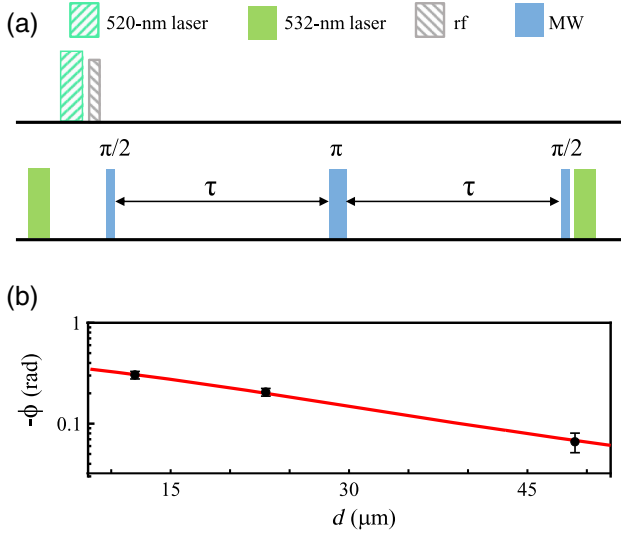 (a)
520-nm laser 532-nm laser rf MW
π/2 π π/2
τ τ
(b)
1
0.1
-ϕ (rad)
15 30 45
d (μm)